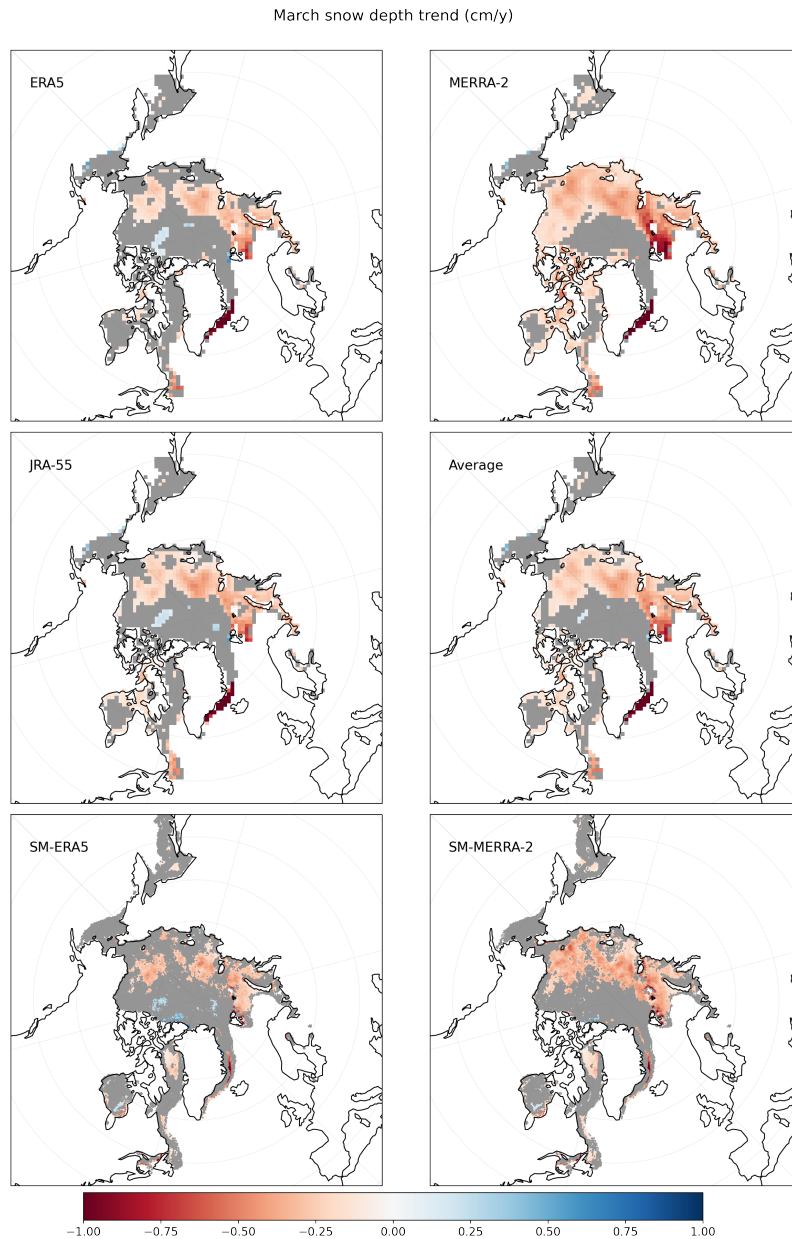 March snow depth trend (cm/y)
ERA5
MERRA-2
JRA-55
Average
SM-ERA5
SM-MERRA-2
−1.00 −0.75 −0.50 −0.25 0.00 0.25 0.50 0.75 1.00